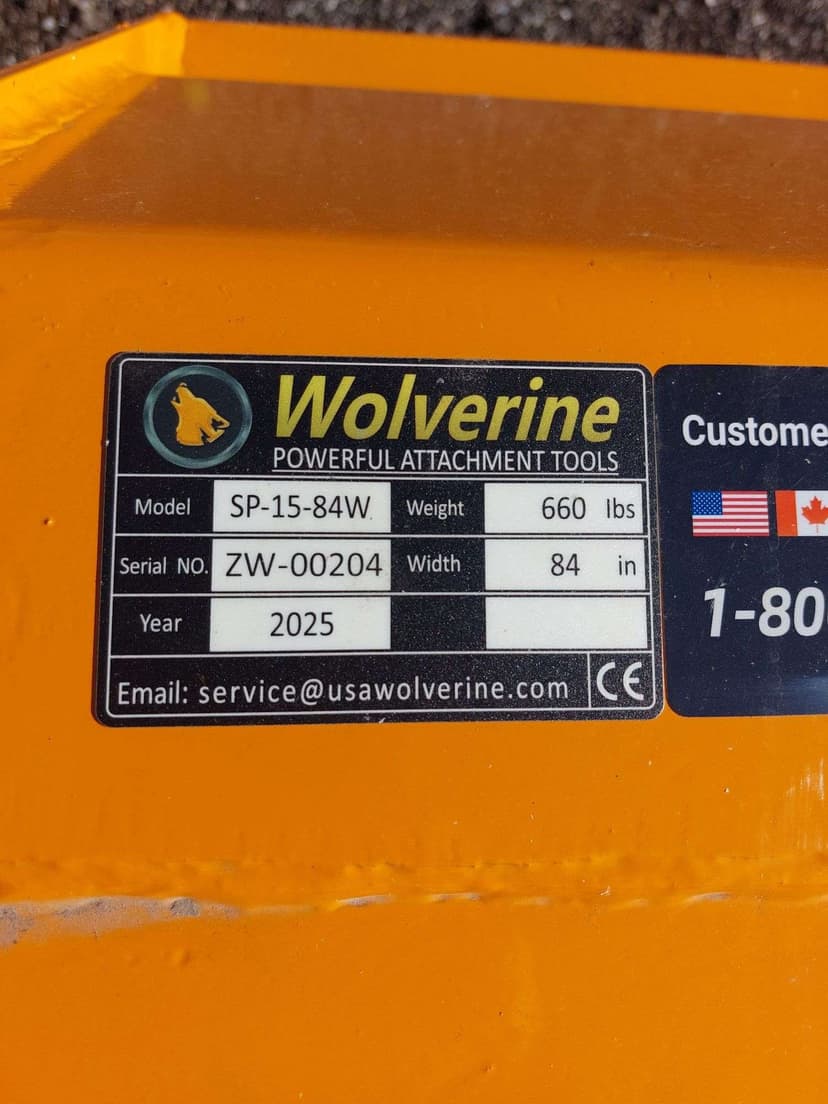 Wolverine
POWERFUL ATTACHMENT TOOLS
Model SP-15-84W Weight 660 lbs
Serial NO. ZW-00204 Width 84 in
Year 2025
Email: service@usawolverine.com CE
Custome
1-80